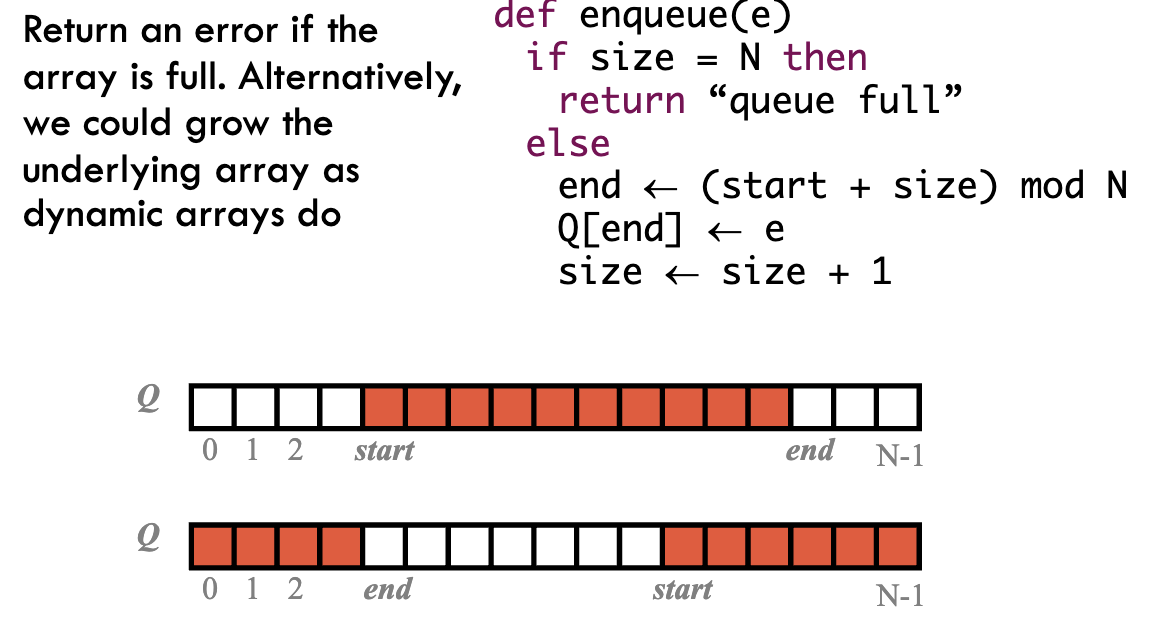 Return an error if the
array is full. Alternatively,
we could grow the
underlying array as
dynamic arrays do
def enqueue(e)
if size = N then
return “queue full”
else
end ← (start + size) mod N
Q[end] ← e
size ← size + 1
Q
0 1 2 start end N-1
Q
0 1 2 end start N-1